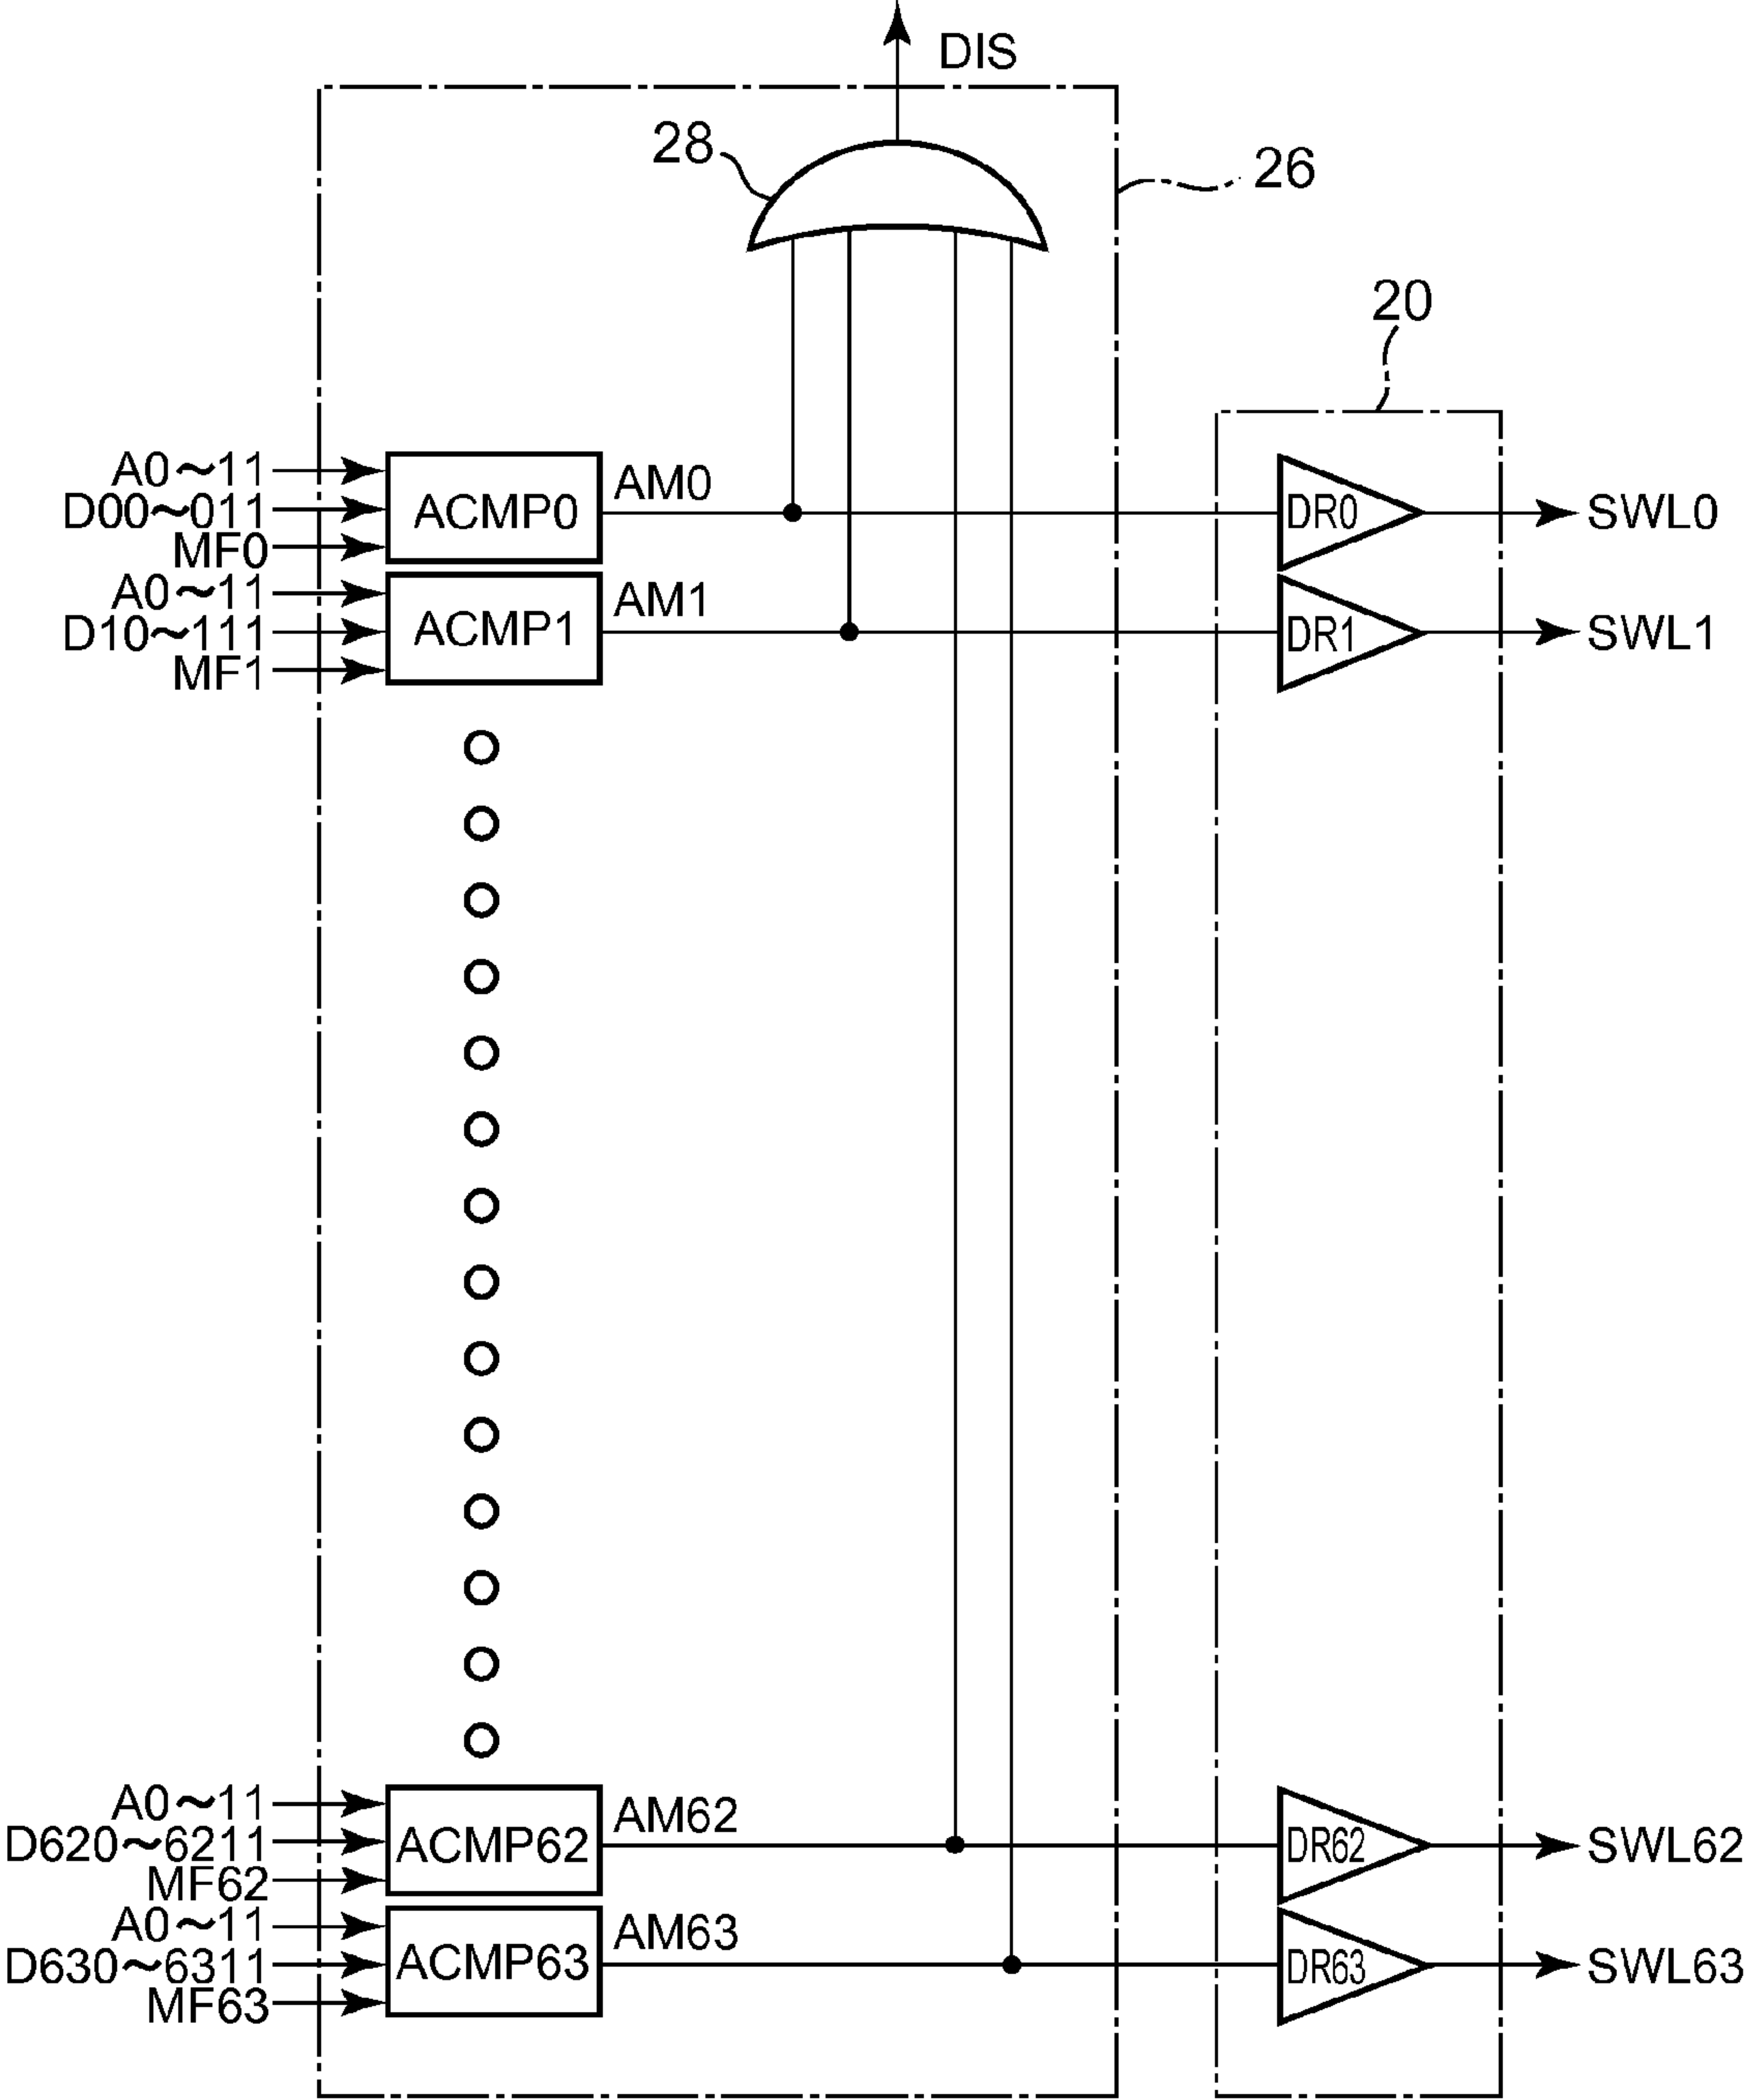 DIS
28
26
20
A0~11
D00~011
MF0
ACMP0
AM0
DR0
SWL0
A0~11
D10~111
MF1
ACMP1
AM1
DR1
SWL1
A0~11
D620~6211
MF62
ACMP62
AM62
DR62
SWL62
A0~11
D630~6311
MF63
ACMP63
AM63
DR63
SWL63